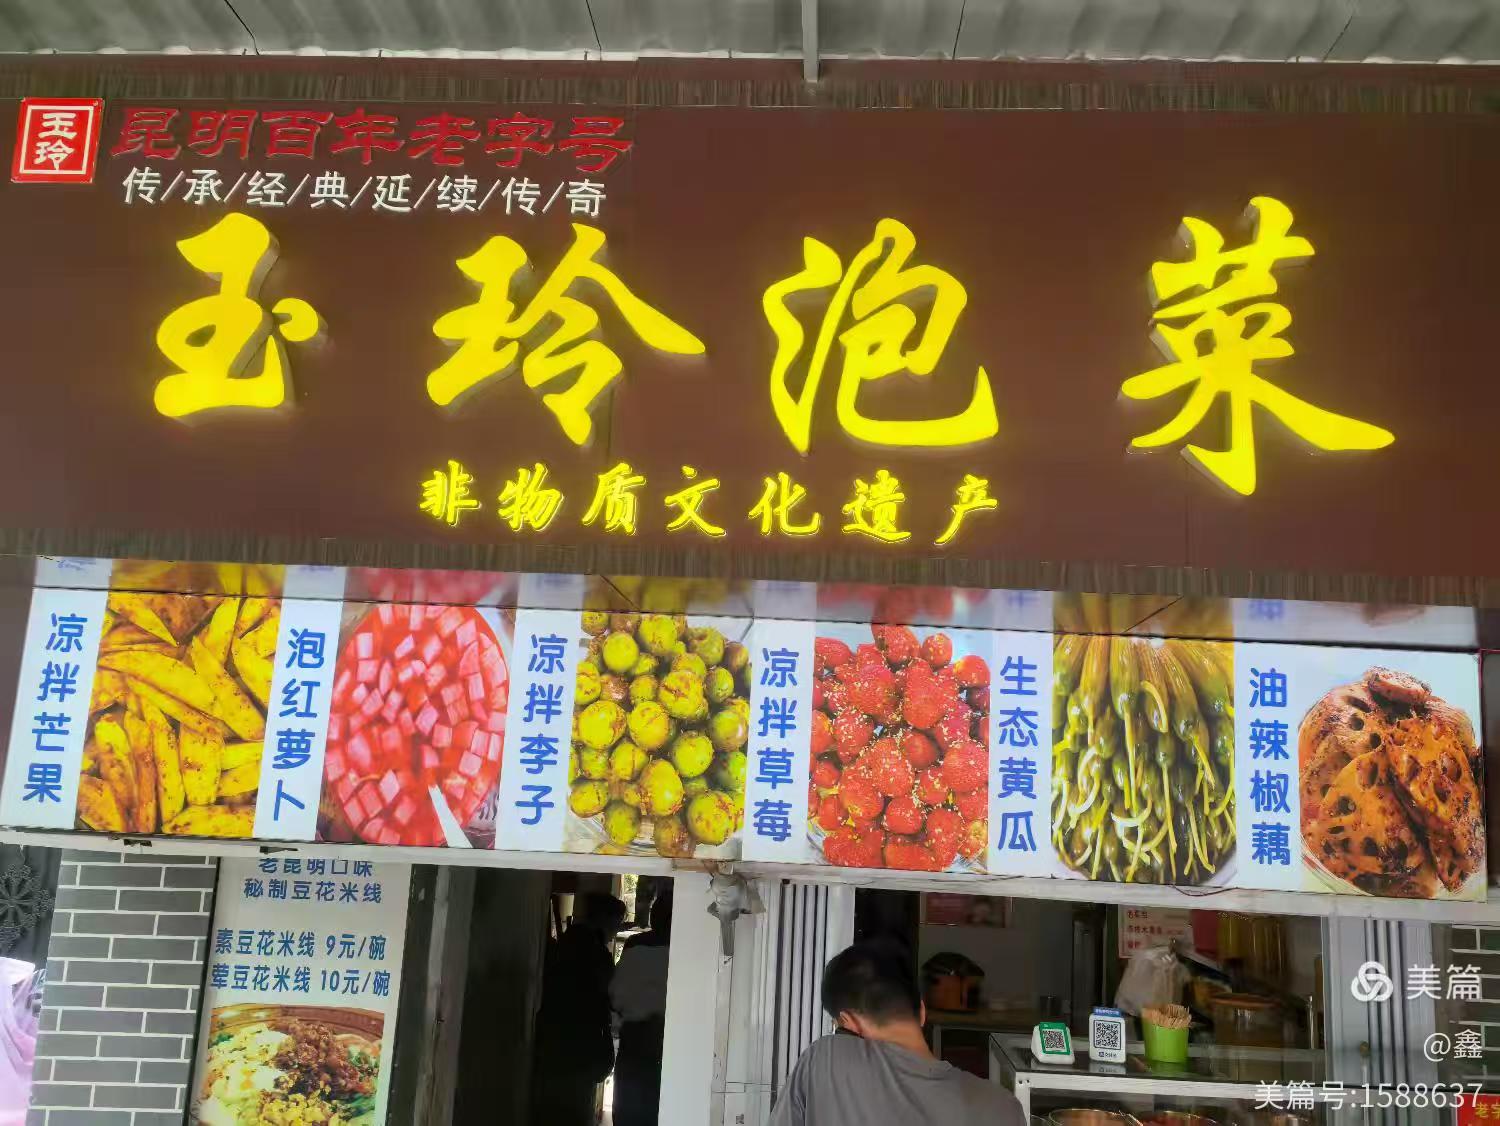 玉玲
昆明百年老字号
传/承/经/典/延/续/传/奇
玉玲泡菜
非物质文化遗产
凉拌芒果
泡红萝卜
凉拌李子
凉拌草莓
生态黄瓜
油辣椒藕
老昆明口味
秘制豆花米线
素豆花米线 9元/碗
荤豆花米线 10元/碗
美篇
@鑫
美篇号:1588637